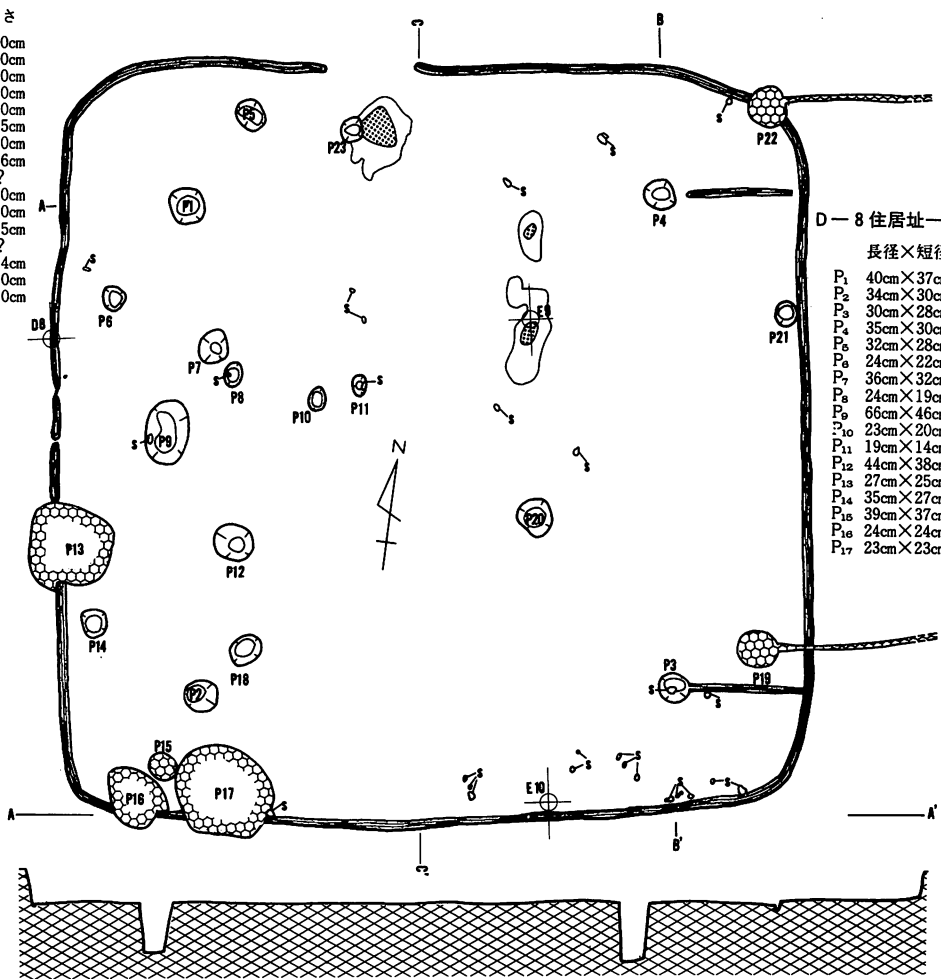 さ
0cm
0cm
0cm
0cm
0cm
5cm
0cm
6cm
?
0cm
0cm
5cm
?
4cm
0cm
0cm
C
B
P5
P23
S
P22
S
S
P1
A
P4
S
P6
S
D8
E9
P21
P7
S
P8
P10
P11
S
S
P9
S
N
S
P13
P12
P20
P14
P18
P2
P3
S
S
P19
P15
P16
P17
S
S
S
S
S
S
E10
A
A'
B'
C'
D－8住居址－
長径×短径
P₁ 40cm×37cm
P₂ 34cm×30cm
P₃ 30cm×28cm
P₄ 35cm×30cm
P₅ 32cm×28cm
P₆ 24cm×22cm
P₇ 36cm×32cm
P₈ 24cm×19cm
P₉ 66cm×46cm
P₁₀ 23cm×20cm
P₁₁ 19cm×14cm
P₁₂ 44cm×38cm
P₁₃ 27cm×25cm
P₁₄ 35cm×27cm
P₁₅ 39cm×37cm
P₁₆ 24cm×24cm
P₁₇ 23cm×23cm